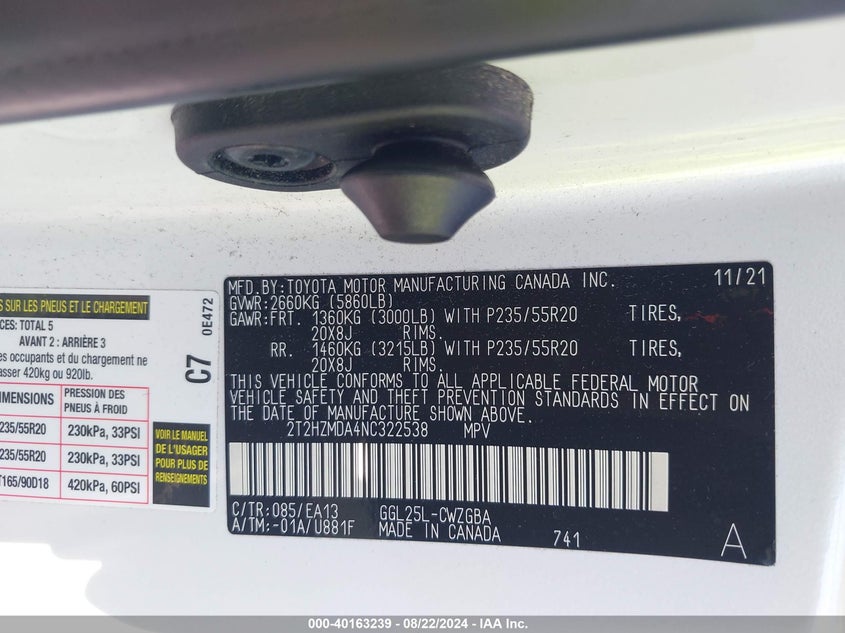 S SUR LES PNEUS ET LE CHARGEMENT
CES: TOTAL 5
AVANT 2 : ARRIÈRE 3
es occupants et du chargement ne
asser 420kg ou 920lb.
IMENSIONS
PRESSION DES
PNEUS À FROID
235/55R20
230kPa, 33PSI
235/55R20
230kPa, 33PSI
T165/90D18
420kPa, 60PSI
C7
0E472
VOIR LE MANUEL
DE L'USAGER
POUR PLUS DE
RENSEIGNEMENTS
MFD.BY:TOYOTA MOTOR MANUFACTURING CANADA INC. 11/21
GVWR:2660KG (5860LB)
GAWR:FRT. 1360KG (3000LB) WITH P235/55R20 TIRES,
20X8J RIMS.
RR. 1460KG (3215LB) WITH P235/55R20 TIRES,
20X8J RIMS.
THIS VEHICLE CONFORMS TO ALL APPLICABLE FEDERAL MOTOR
VEHICLE SAFETY AND THEFT PREVENTION STANDARDS IN EFFECT ON
THE DATE OF MANUFACTURE SHOWN ABOVE.
2T2HZMDA4NC322538 MPV
C/TR:085/EA13 GGL25L-CWZGBA
A/TM:-01A/U881F MADE IN CANADA 741 A
000-40163239 - 08/22/2024 - IAA Inc.